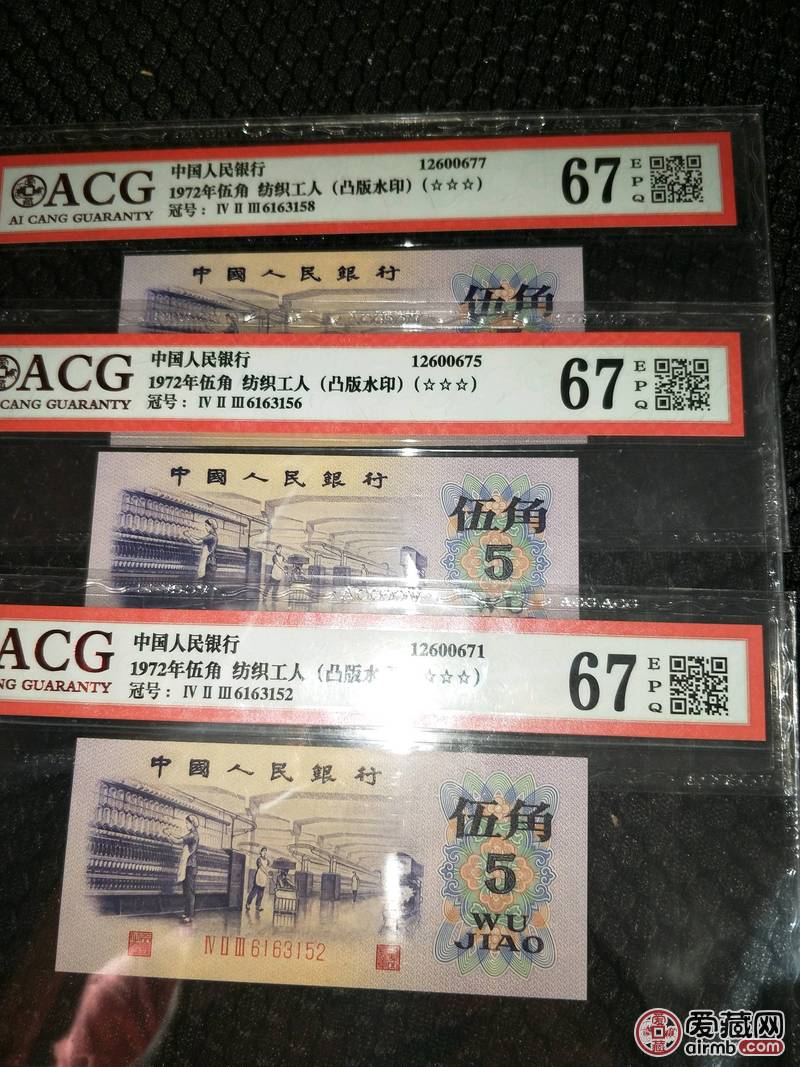 ACG
AI CANG GUARANTY
中国人民银行 12600677
1972年伍角 纺织工人（凸版水印）（☆☆☆）
冠号：Ⅳ Ⅱ Ⅲ 6163158
67
EPQ
中國人民銀行
伍角
ACG
CANG GUARANTY
中国人民银行 12600675
1972年伍角 纺织工人（凸版水印）（☆☆☆）
冠号：Ⅳ Ⅱ Ⅲ 6163156
67
EPQ
中國人民銀行
伍角
5
WU
ACG ACG
ACG
NG GUARANTY
中国人民银行 12600671
1972年伍角 纺织工人（凸版水 ☆☆☆）
冠号：Ⅳ Ⅱ Ⅲ 6163152
67
EPQ
中國人民銀行
伍角
5
WU
JIAO
Ⅳ Ⅱ Ⅲ 6163152
爱藏网
airmb.com